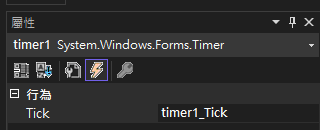 屬性
timer1 System.Windows.Forms.Timer
行為
Tick timer1_Tick